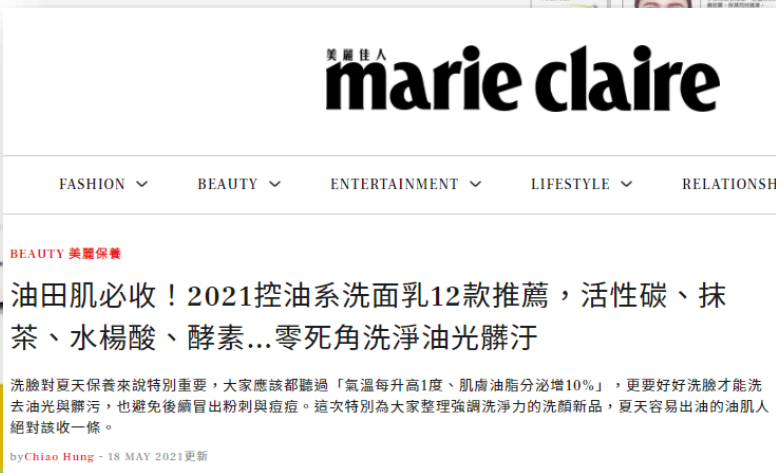 美麗佳人
marie claire
FASHION
BEAUTY
ENTERTAINMENT
LIFESTYLE
RELATIONSH
BEAUTY 美麗保養
油田肌必收！2021控油系洗面乳12款推薦，活性碳、抹
茶、水楊酸、酵素...零死角洗淨油光髒汙
洗臉對夏天保養來說特別重要，大家應該都聽過「氣溫每升高1度、肌膚油脂分泌增10%」，更要好好洗臉才能洗
去油光與髒污，也避免後續冒出粉刺與痘痘。這次特別為大家整理強調洗淨力的洗顏新品，夏天容易出油的油肌人
絕對該收一條。
byChiao Hung - 18 MAY 2021更新